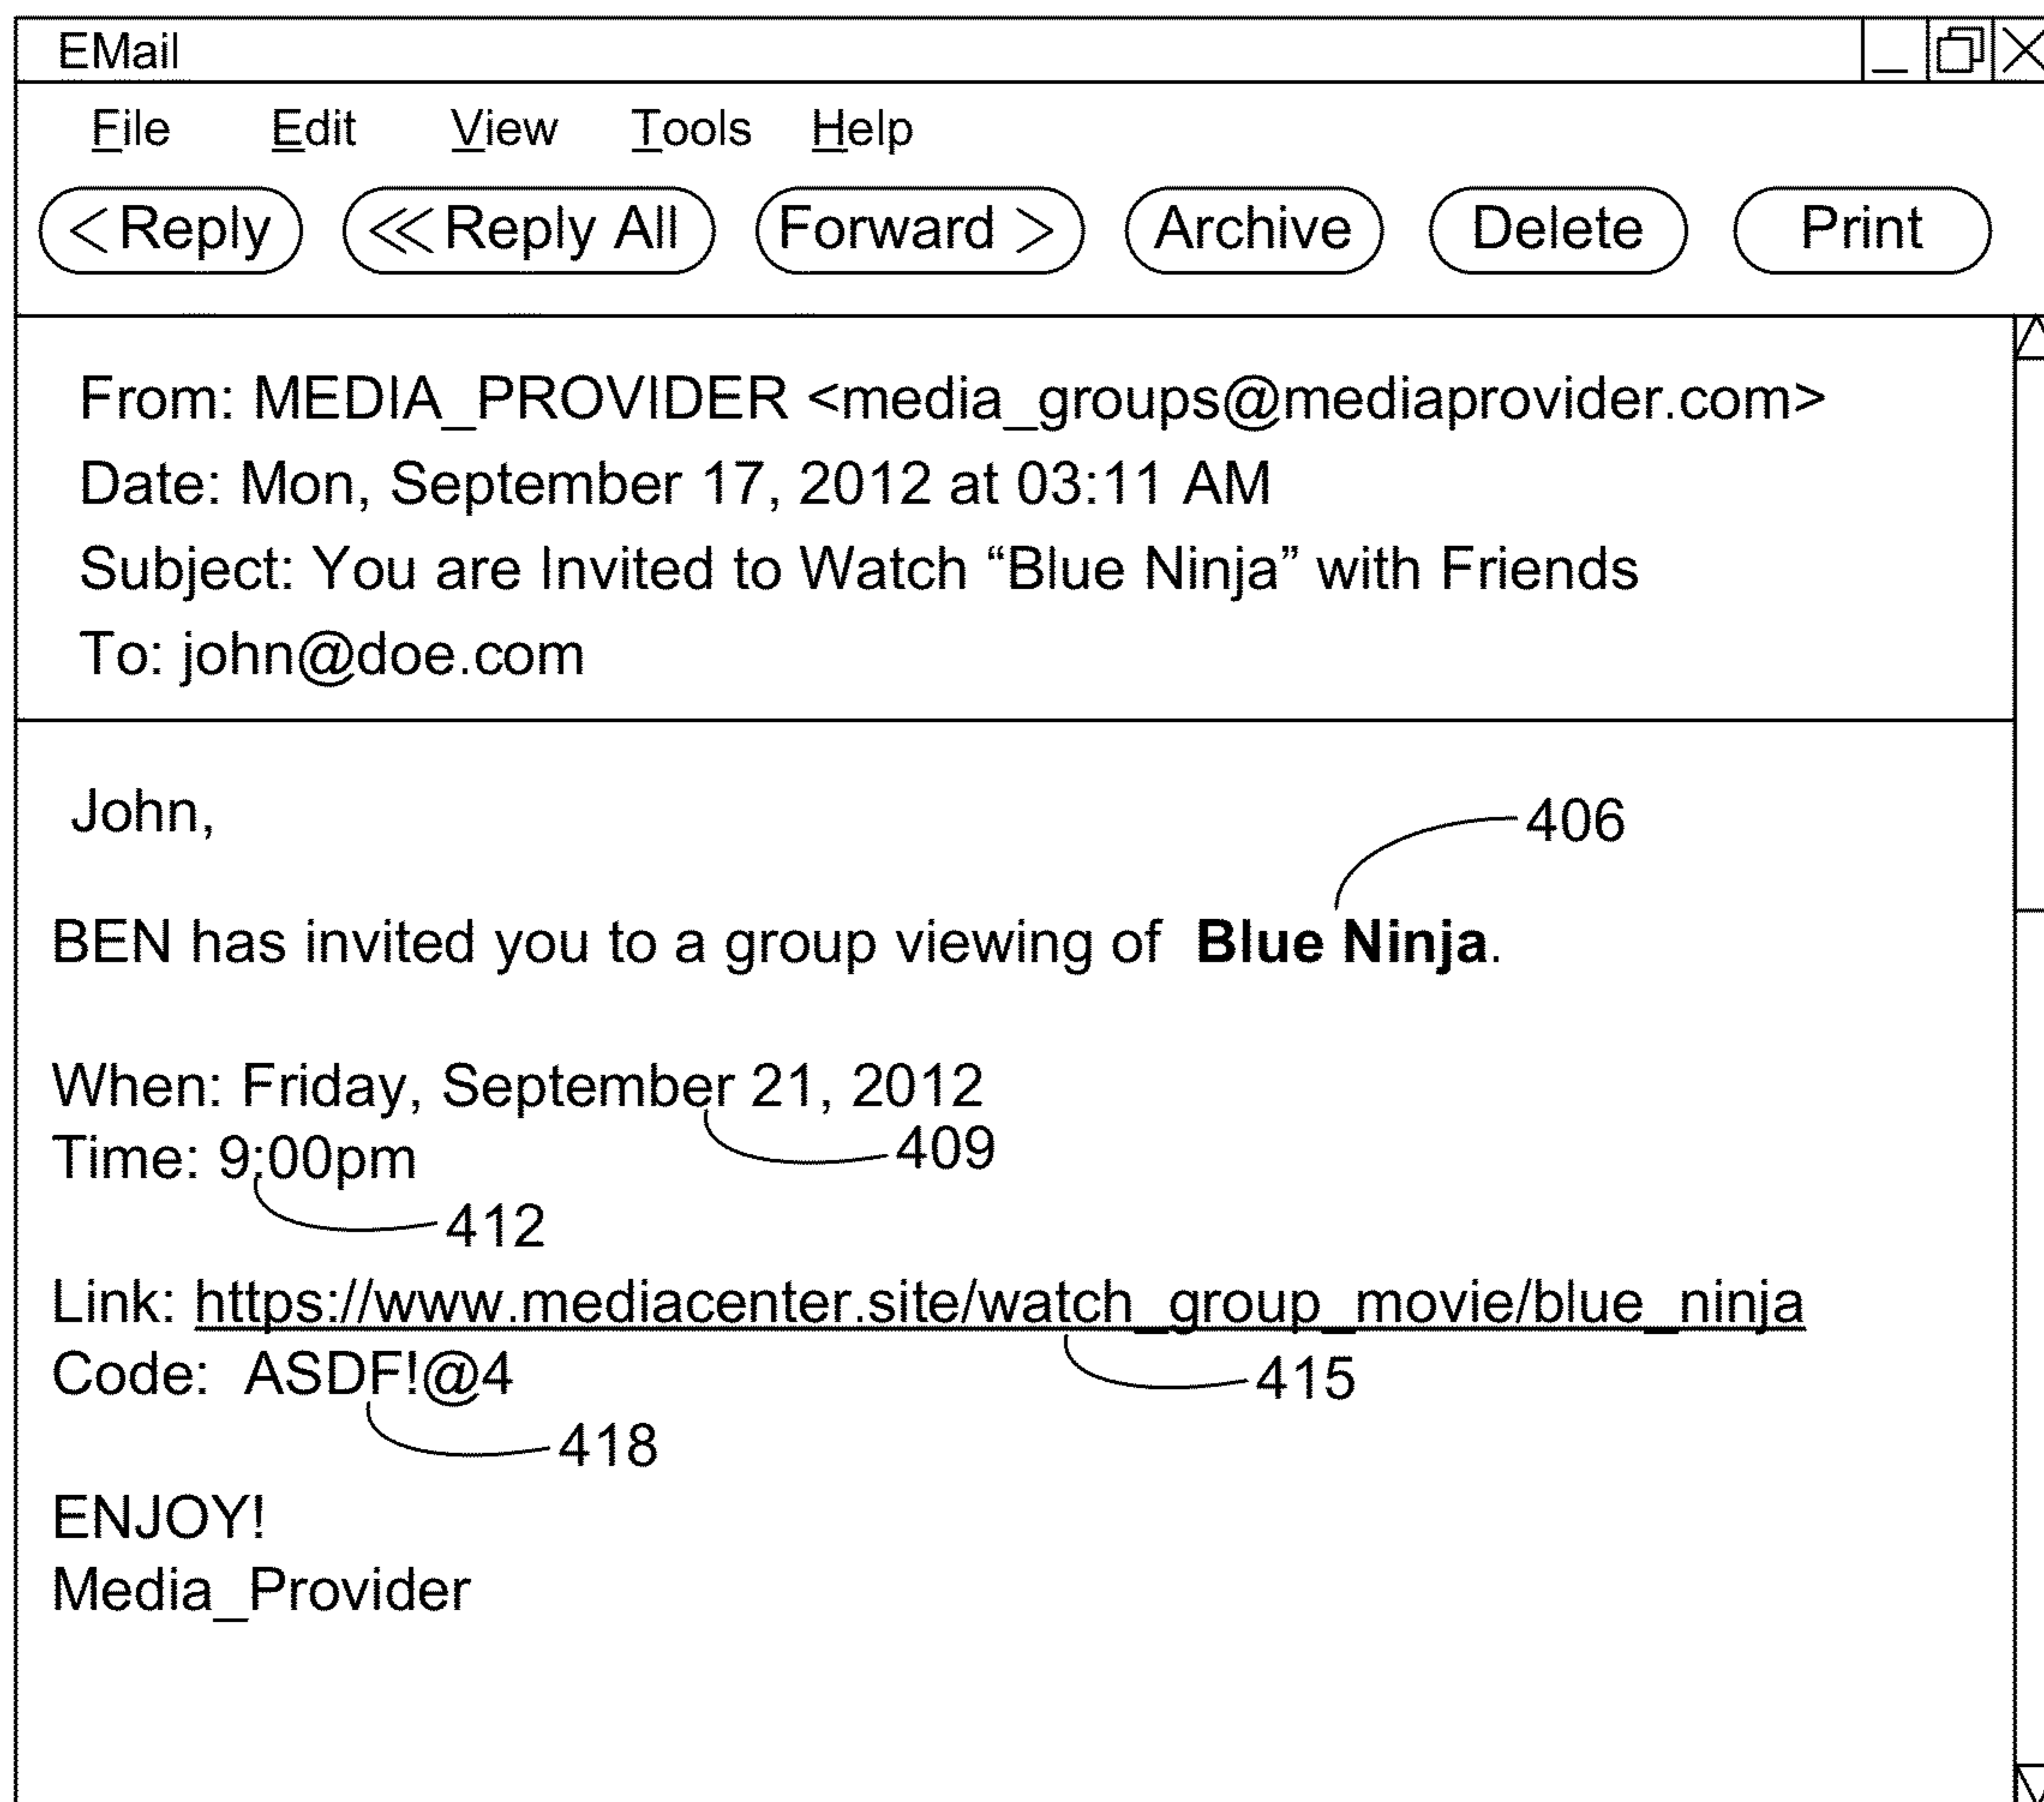 EMail
File Edit View Tools Help
<Reply <<Reply All Forward > Archive Delete Print
From: MEDIA_PROVIDER <media_groups@mediaprovider.com>
Date: Mon, September 17, 2012 at 03:11 AM
Subject: You are Invited to Watch “Blue Ninja” with Friends
To: john@doe.com
John,
406
BEN has invited you to a group viewing of Blue Ninja.
When: Friday, September 21, 2012
409
Time: 9:00pm
412
Link: https://www.mediacenter.site/watch_group_movie/blue_ninja
Code: ASDF!@4
415
418
ENJOY!
Media_Provider